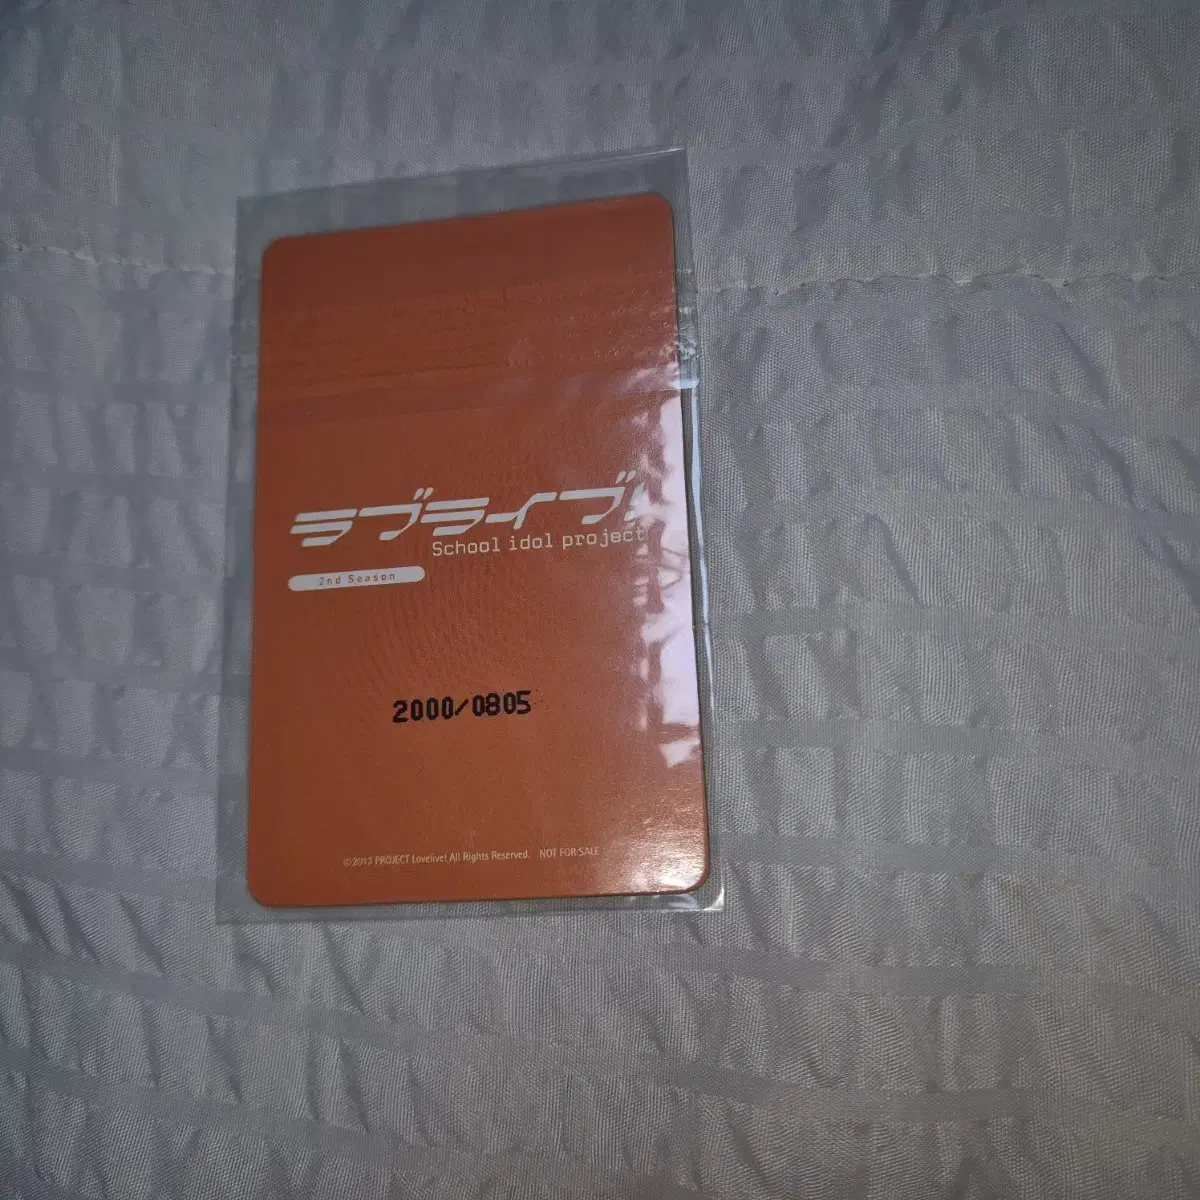 ラブライブ!
School idol project
2nd Season
2000/0805
©2013 PROJECT Lovelive! All Rights Reserved. NOT FOR SALE